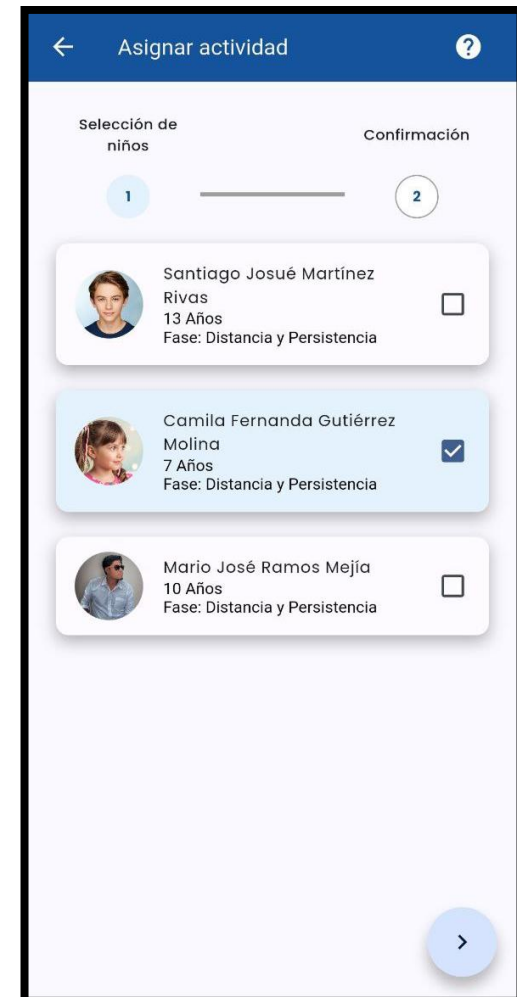 Asignar actividad
?
Selección de
niños
Confirmación
1
2
Santiago Josué Martínez
Rivas
13 Años
Fase: Distancia y Persistencia
Camila Fernanda Gutiérrez
Molina
7 Años
Fase: Distancia y Persistencia
Mario José Ramos Mejía
10 Años
Fase: Distancia y Persistencia